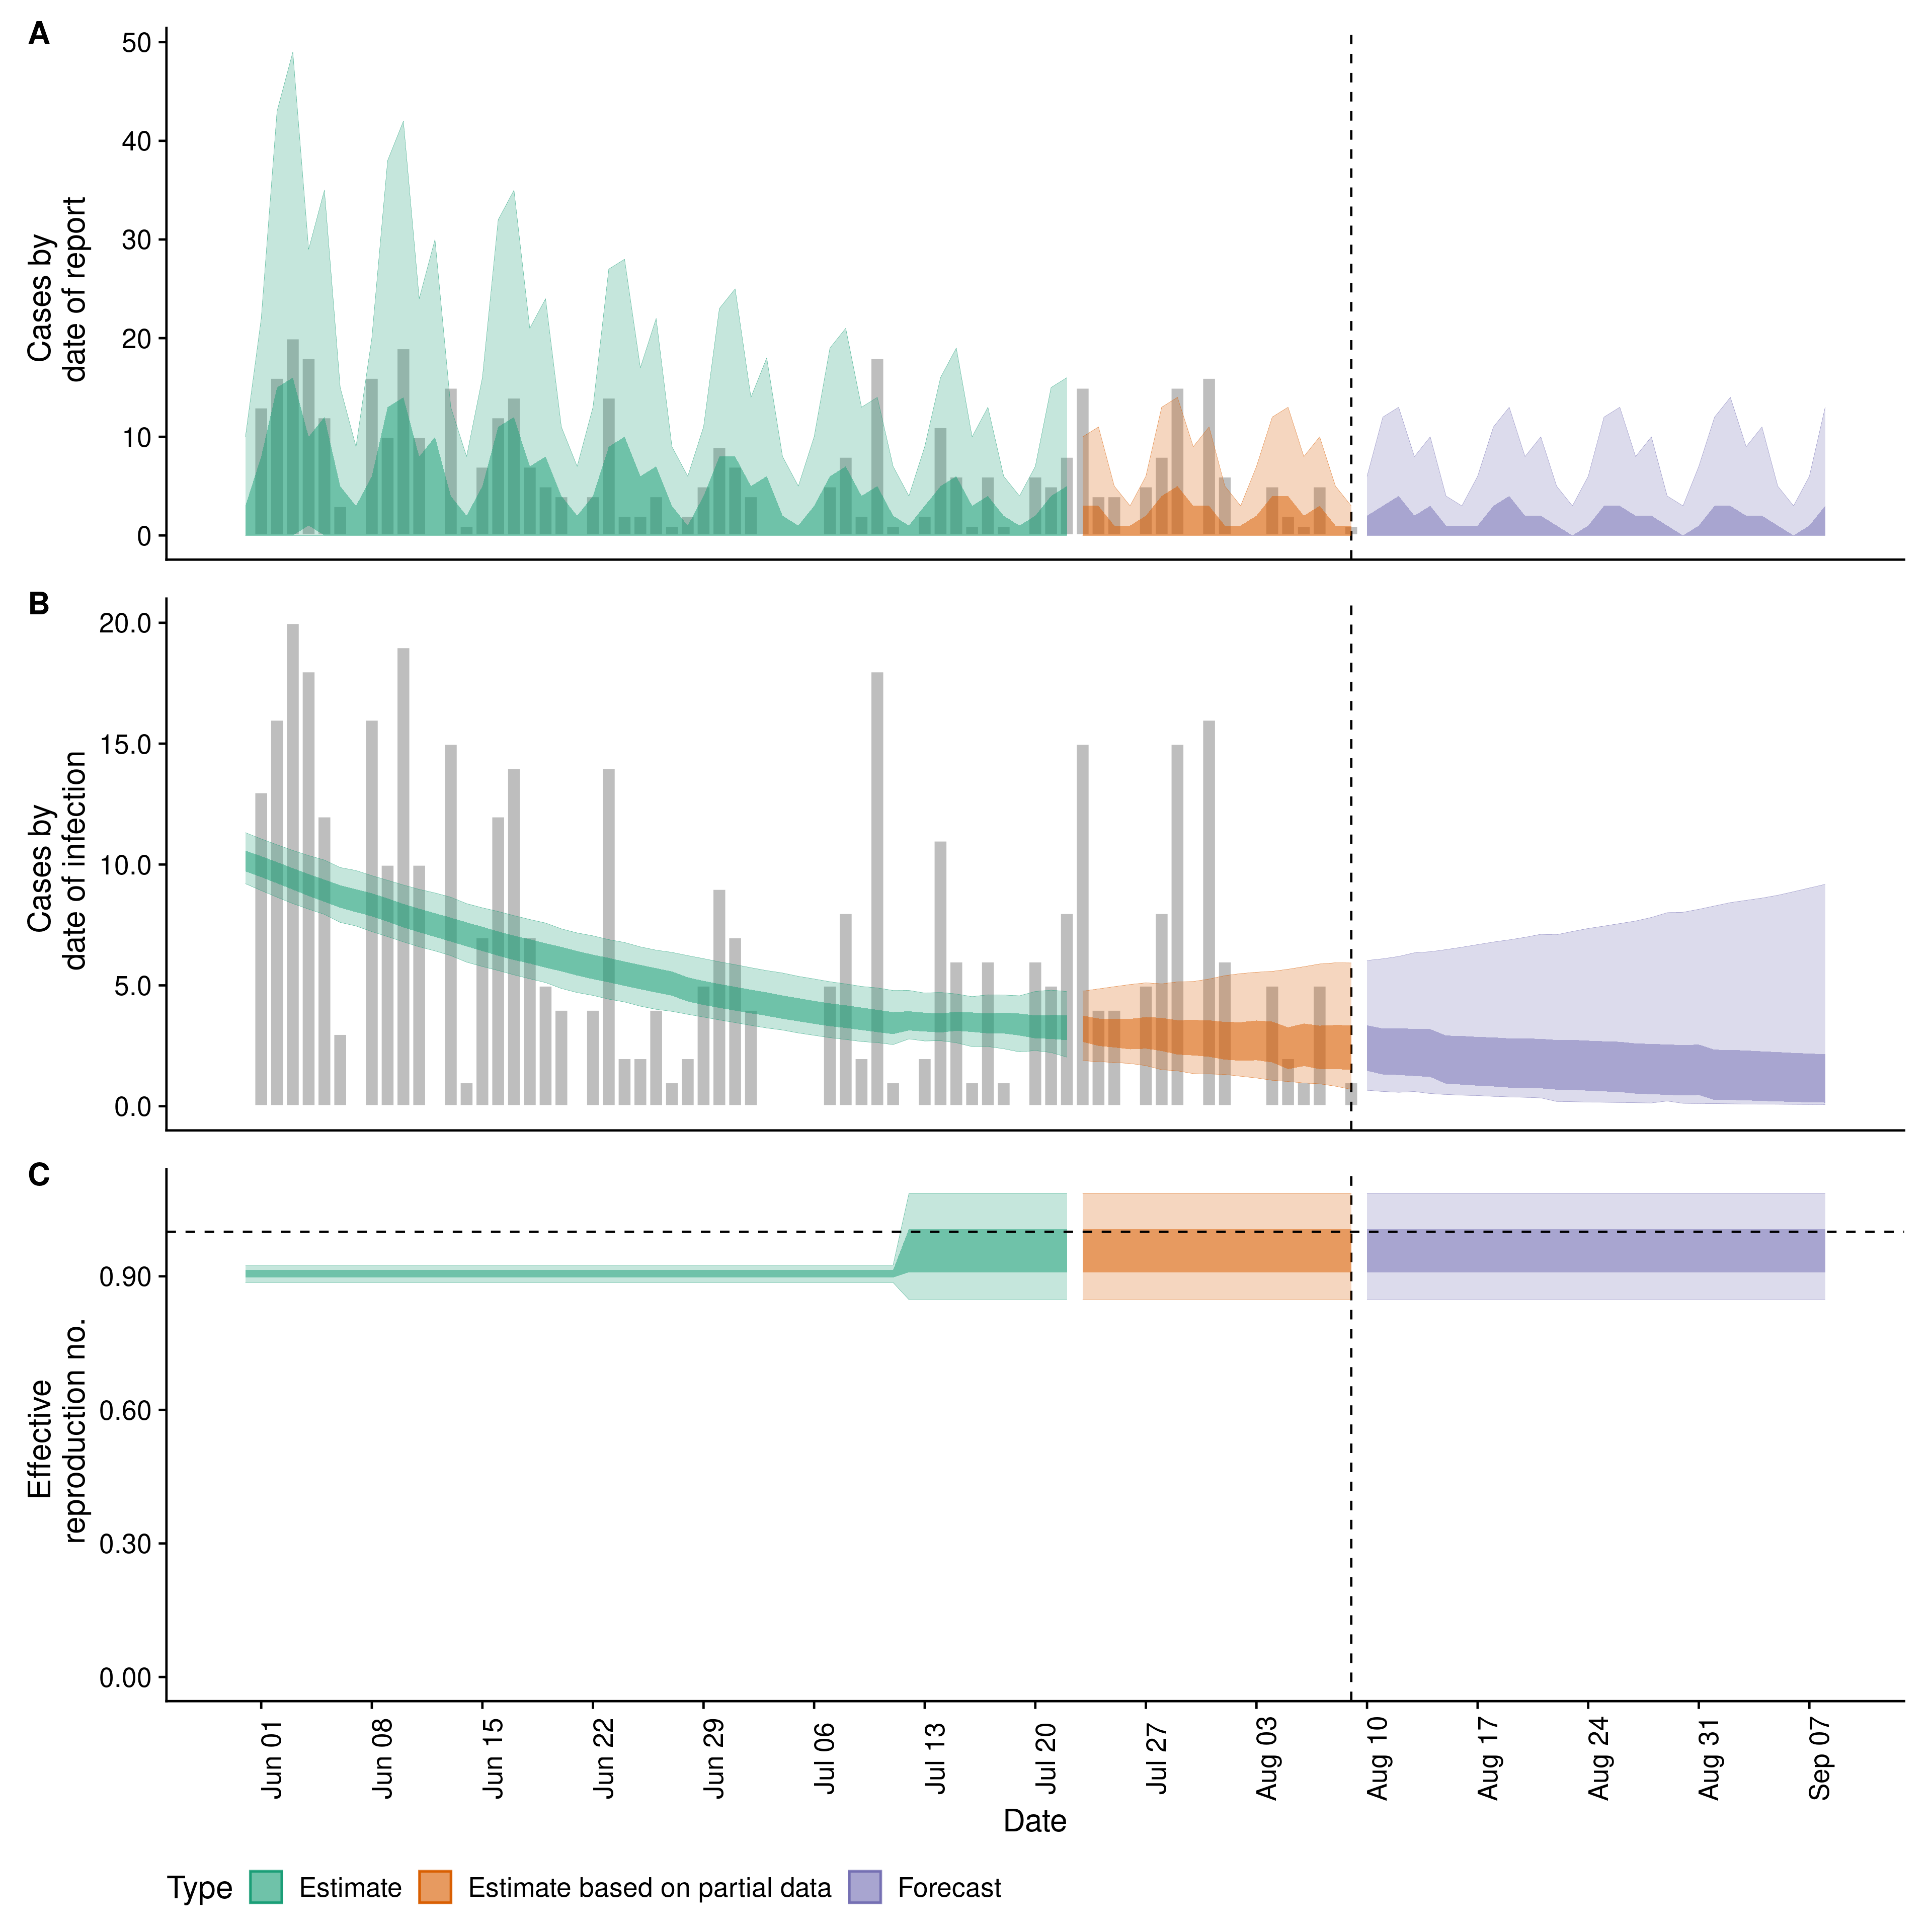 A
50
40
30
20
10
0
Cases by
date of report
B
20.0
15.0
10.0
5.0
0.0
Cases by
date of infection
C
0.90
0.60
0.30
0.00
Effective
reproduction no.
Jun 01
Jun 08
Jun 15
Jun 22
Jun 29
Jul 06
Jul 13
Jul 20
Jul 27
Aug 03
Aug 10
Aug 17
Aug 24
Aug 31
Sep 07
Date
Type Estimate Estimate based on partial data Forecast